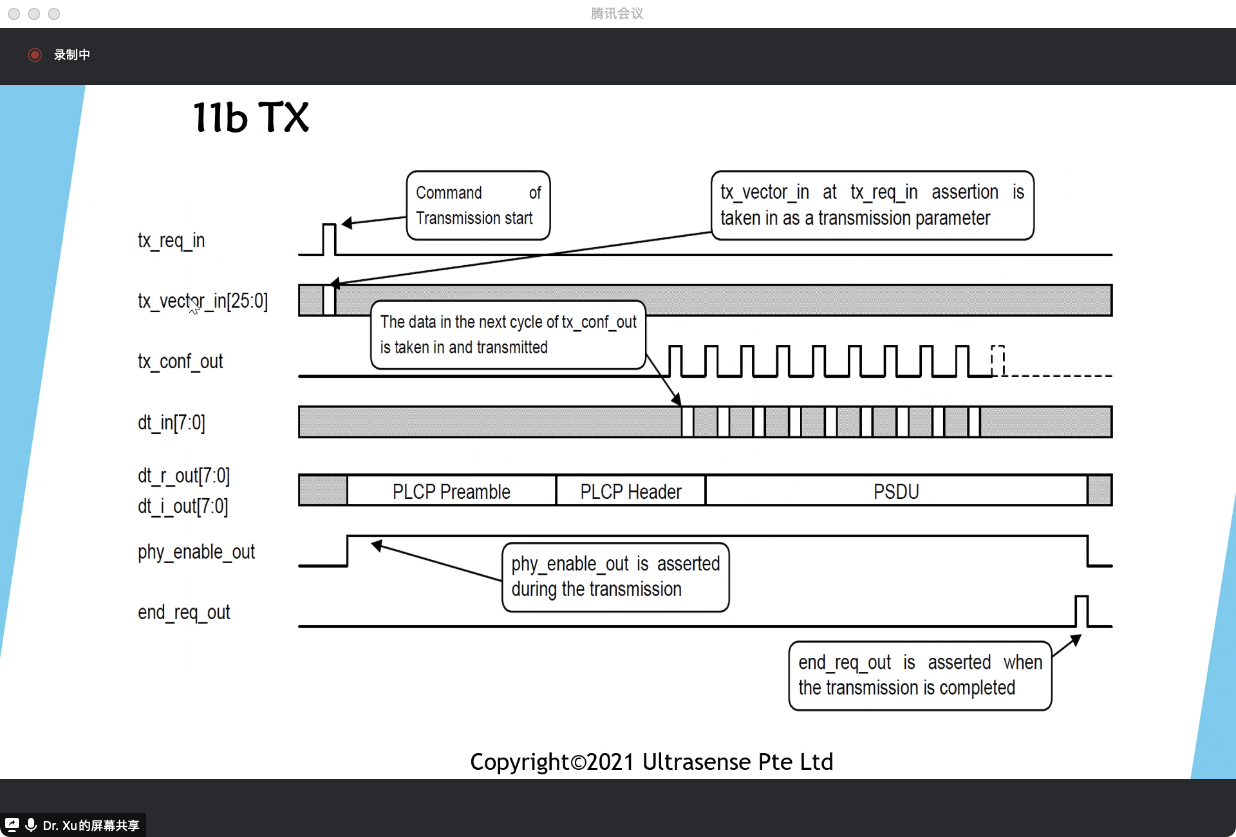 腾讯会议
录制中
11b TX
Command of
Transmission start
tx_vector_in at tx_req_in assertion is
taken in as a transmission parameter
tx_req_in
tx_vector_in[25:0]
The data in the next cycle of tx_conf_out
is taken in and transmitted
tx_conf_out
dt_in[7:0]
dt_r_out[7:0]
dt_i_out[7:0]
PLCP Preamble
PLCP Header
PSDU
phy_enable_out
phy_enable_out is asserted
during the transmission
end_req_out
end_req_out is asserted when
the transmission is completed
Copyright©2021 Ultrasense Pte Ltd
Dr. Xu的屏幕共享